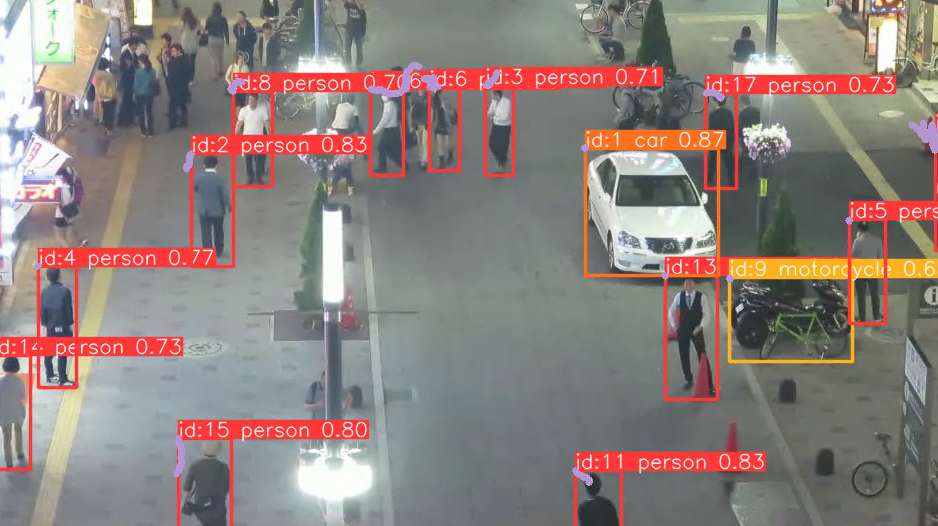 フォーク
id:8 person 0.70
6
id:6 p
id:3 person 0.71
id:17 person 0.73
id:2 person 0.83
id:1 car 0.87
id:5 pers
id:4 person 0.77
id:13
id:9 motorcycle 0.6
id:14 person 0.73
id:15 person 0.80
id:11 person 0.83